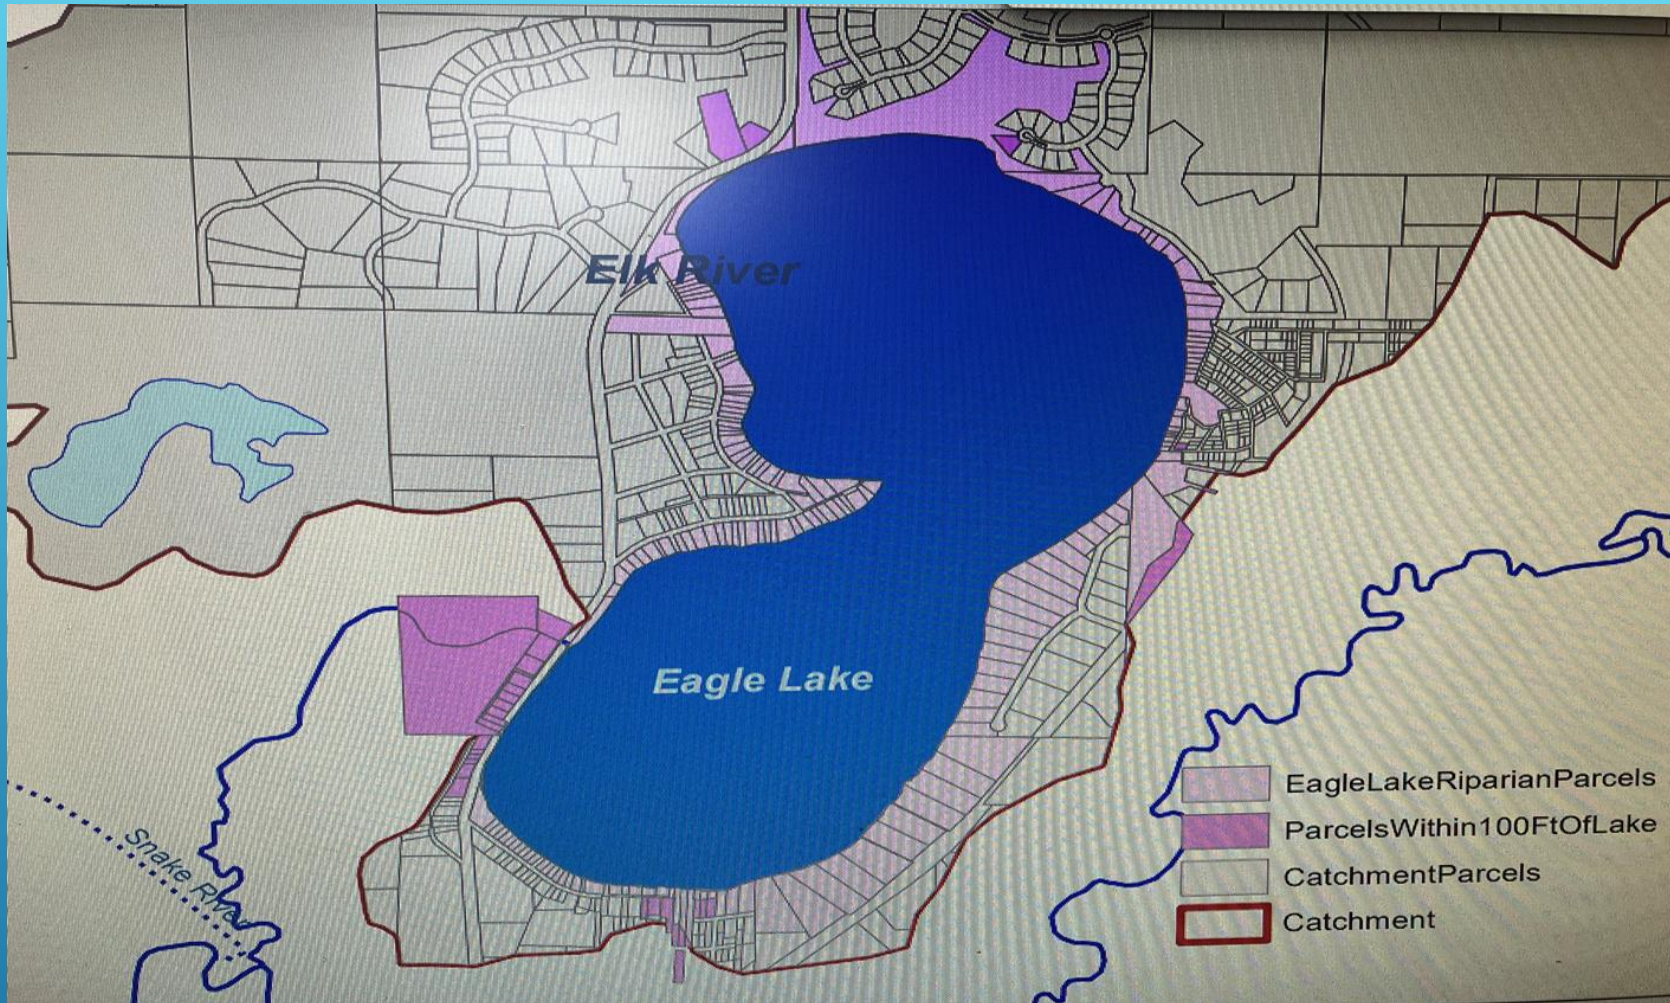 Elk River
Eagle Lake
Snake River
EagleLakeRiparianParcels
ParcelsWithin100FtOfLake
CatchmentParcels
Catchment